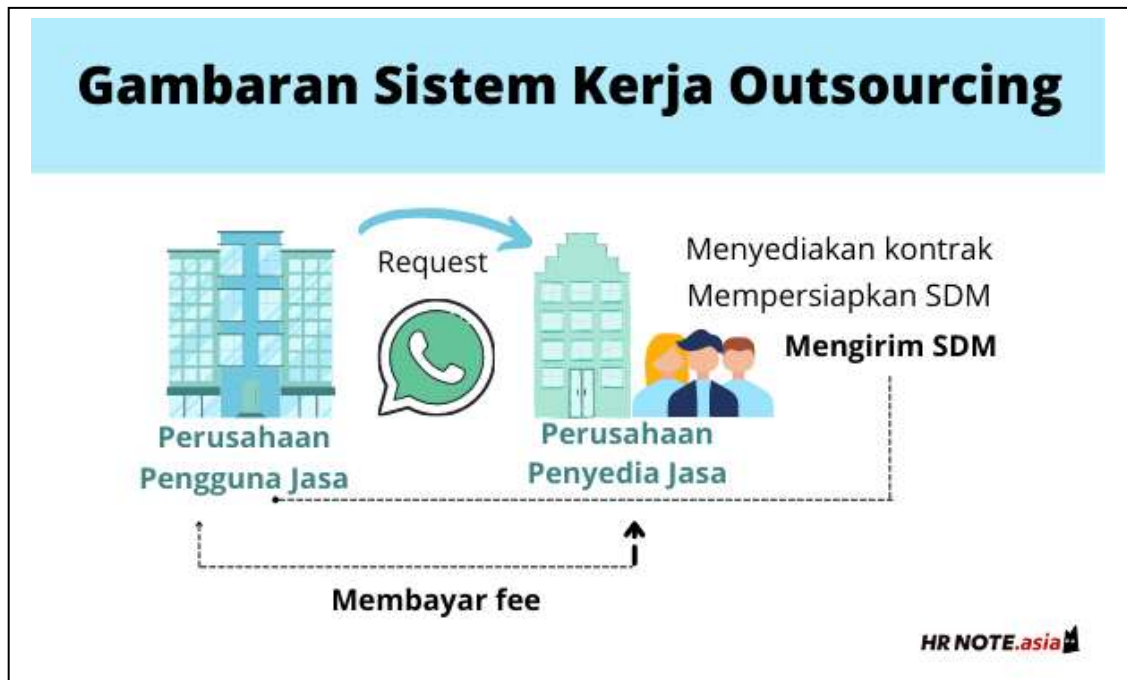 Gambaran Sistem Kerja Outsourcing
Request
Menyediakan kontrak
Mempersiapkan SDM
Mengirim SDM
Perusahaan
Pengguna Jasa
Perusahaan
Penyedia Jasa
Membayar fee
HR NOTE.asia